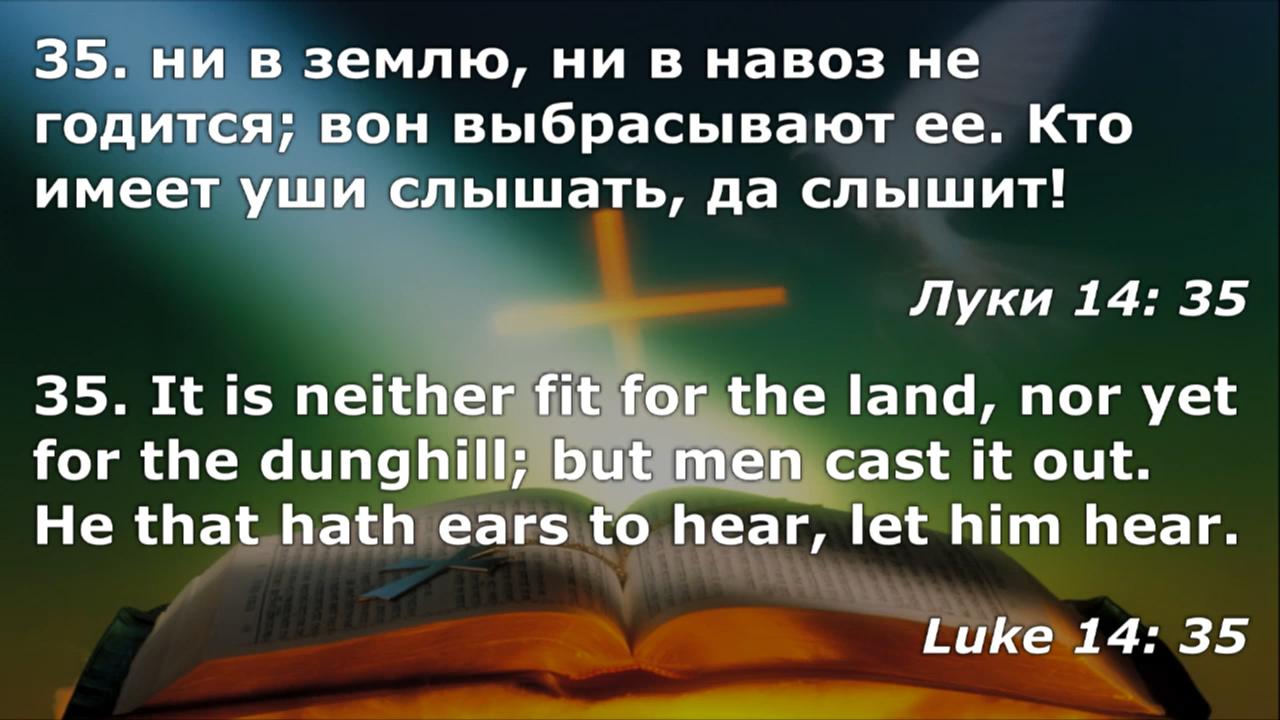 35. ни в землю, ни в навоз не
годится; вон выбрасывают ее. Кто
имеет уши слышать, да слышит!
Луки 14: 35
35. It is neither fit for the land, nor yet
for the dunghill; but men cast it out.
He that hath ears to hear, let him hear.
Luke 14: 35